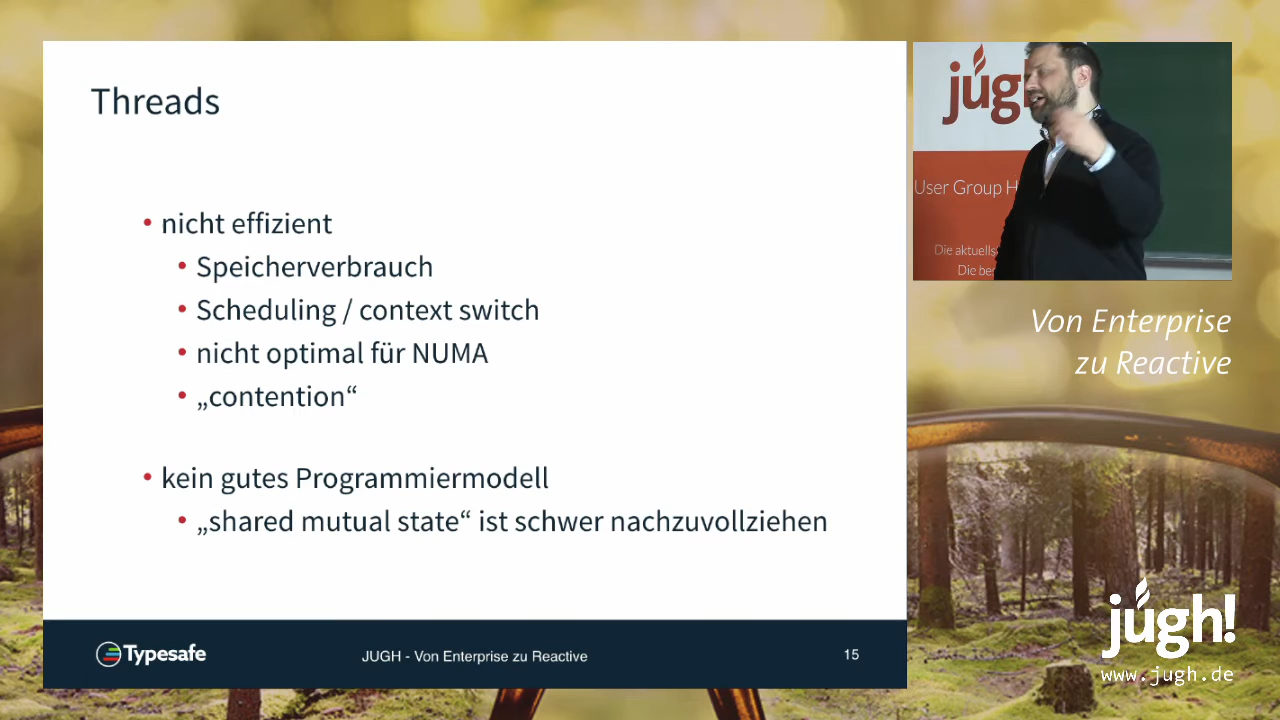 Threads
• nicht effizient
• Speicherverbrauch
• Scheduling / context switch
• nicht optimal für NUMA
• „contention“
• kein gutes Programmiermodell
• „shared mutual state“ ist schwer nachzuvollziehen
Typesafe
JUGH - Von Enterprise zu Reactive
15
jug
User Group H
Die aktuells
Die bes
Von Enterprise
zu Reactive
jugh!
www.jugh.de